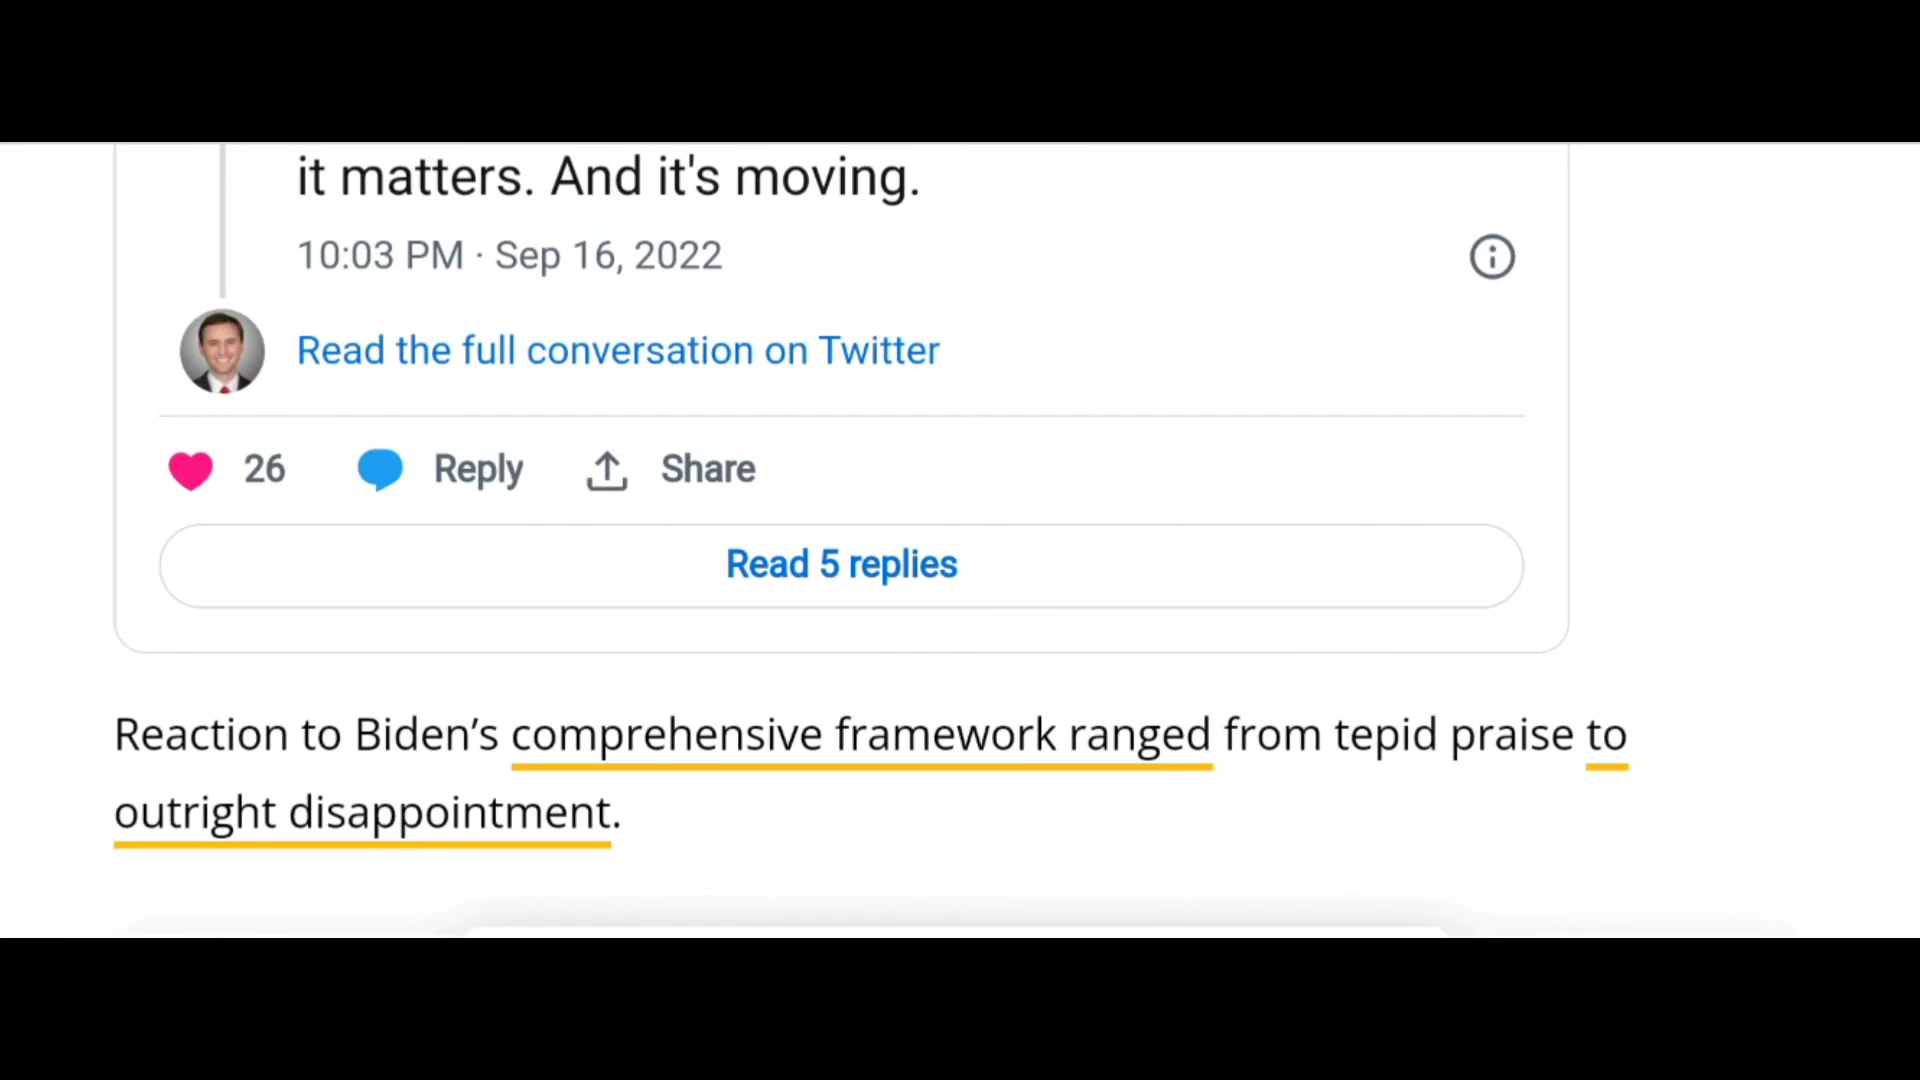 it matters. And it's moving.
10:03 PM · Sep 16, 2022
Read the full conversation on Twitter
26 Reply Share
Read 5 replies
Reaction to Biden’s comprehensive framework ranged from tepid praise to
outright disappointment.